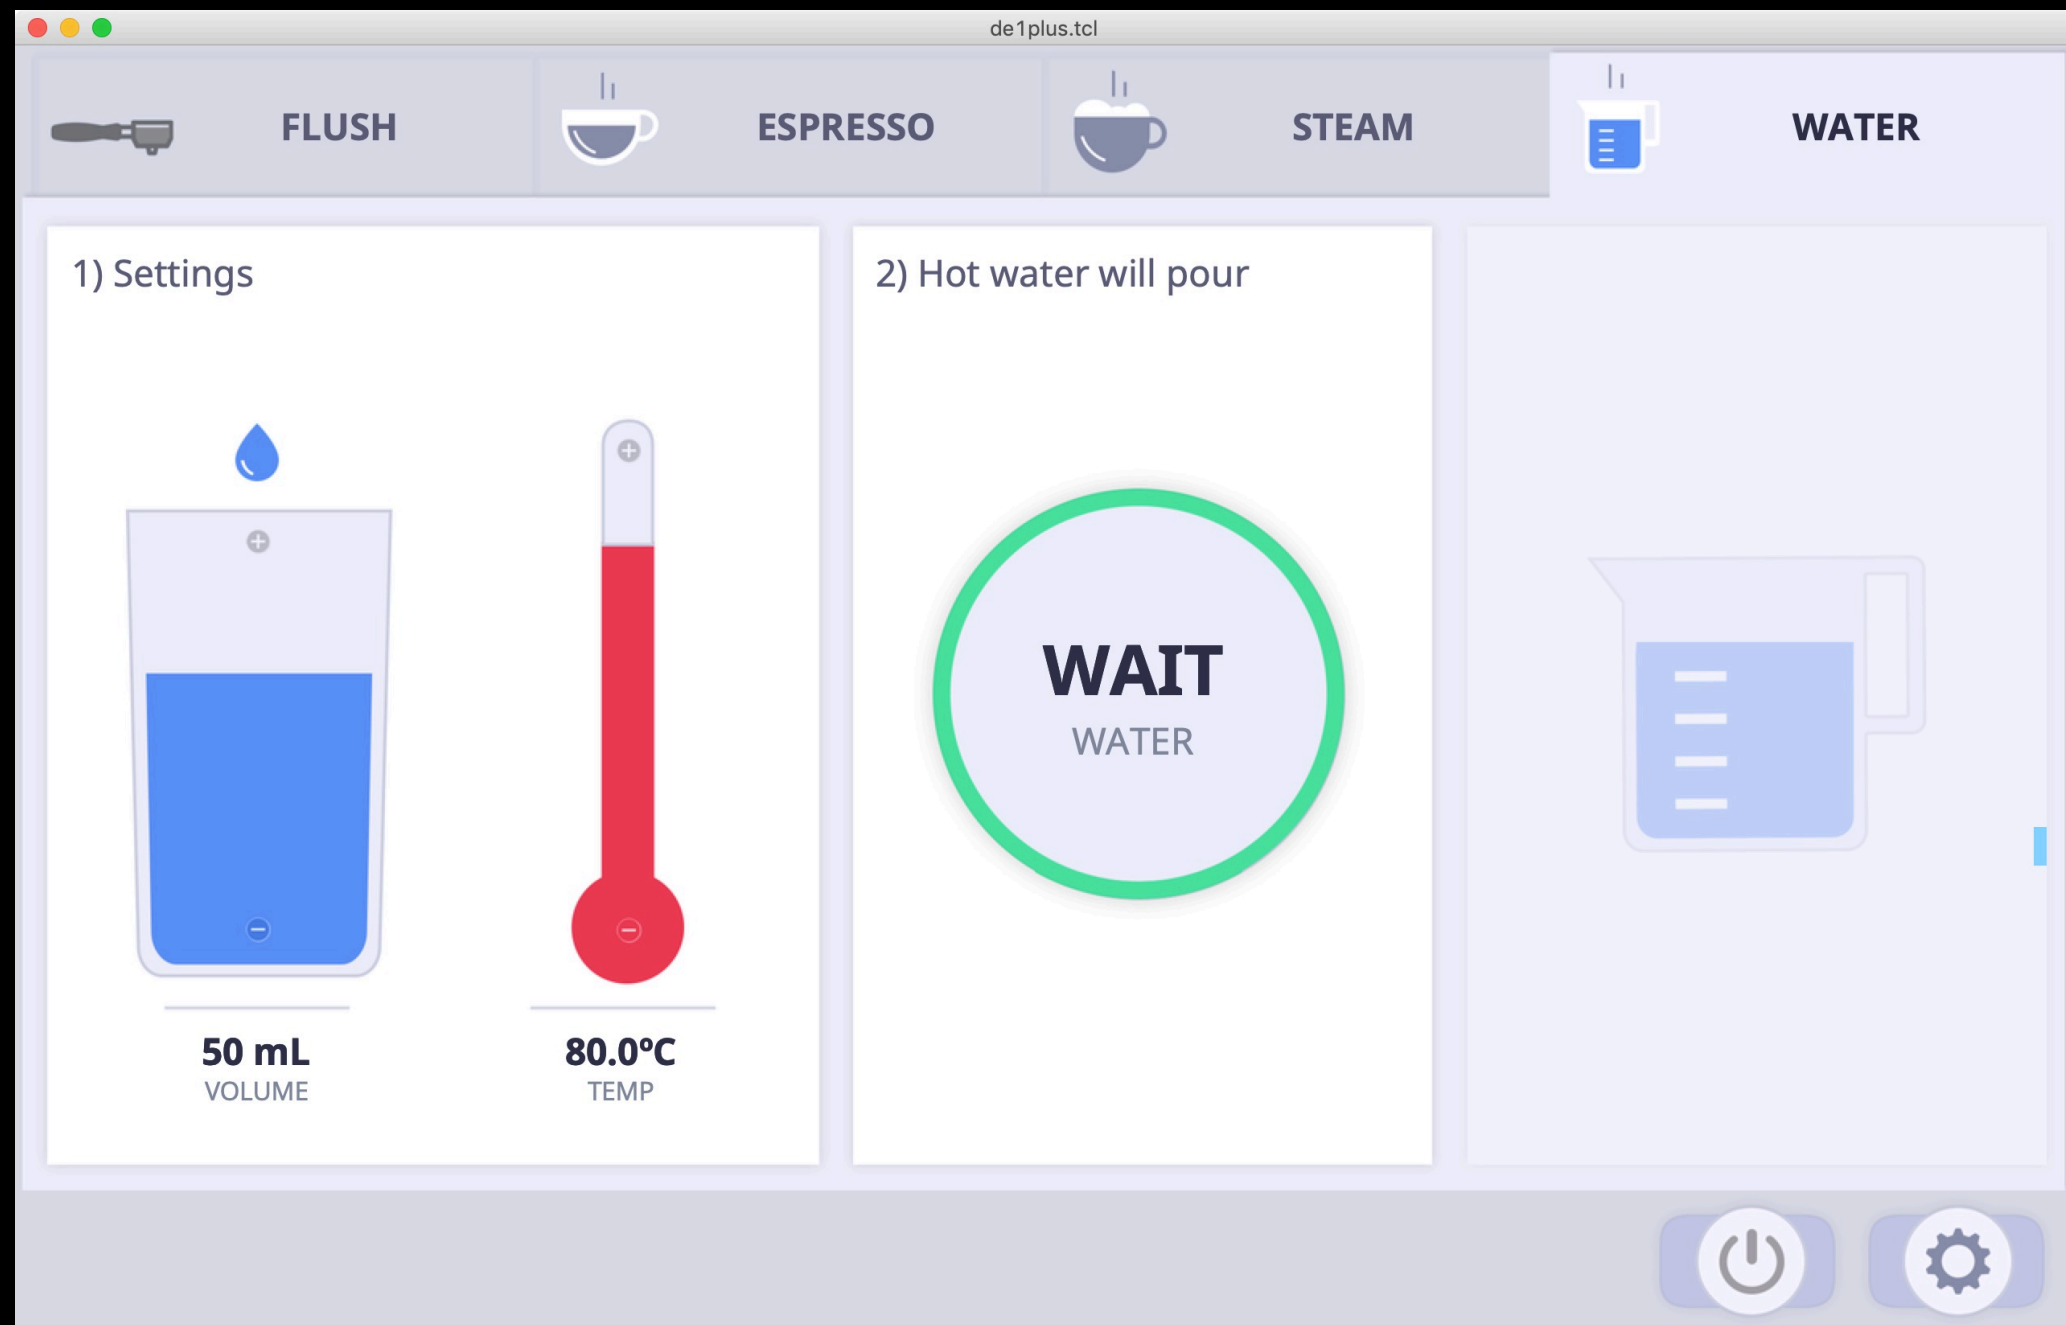 de1plus.tcl
FLUSH
ESPRESSO
STEAM
WATER
1) Settings
2) Hot water will pour
WAIT
WATER
50 mL
VOLUME
80.0ºC
TEMP